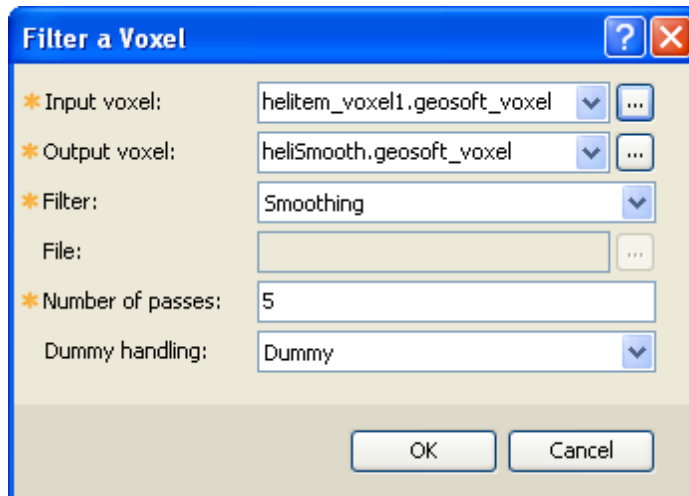 Filter a Voxel
* Input voxel: helitem_voxel1.geosoft_voxel ...
* Output voxel: heliSmooth.geosoft_voxel ...
* Filter: Smoothing
File: ...
* Number of passes: 5
Dummy handling: Dummy
OK Cancel